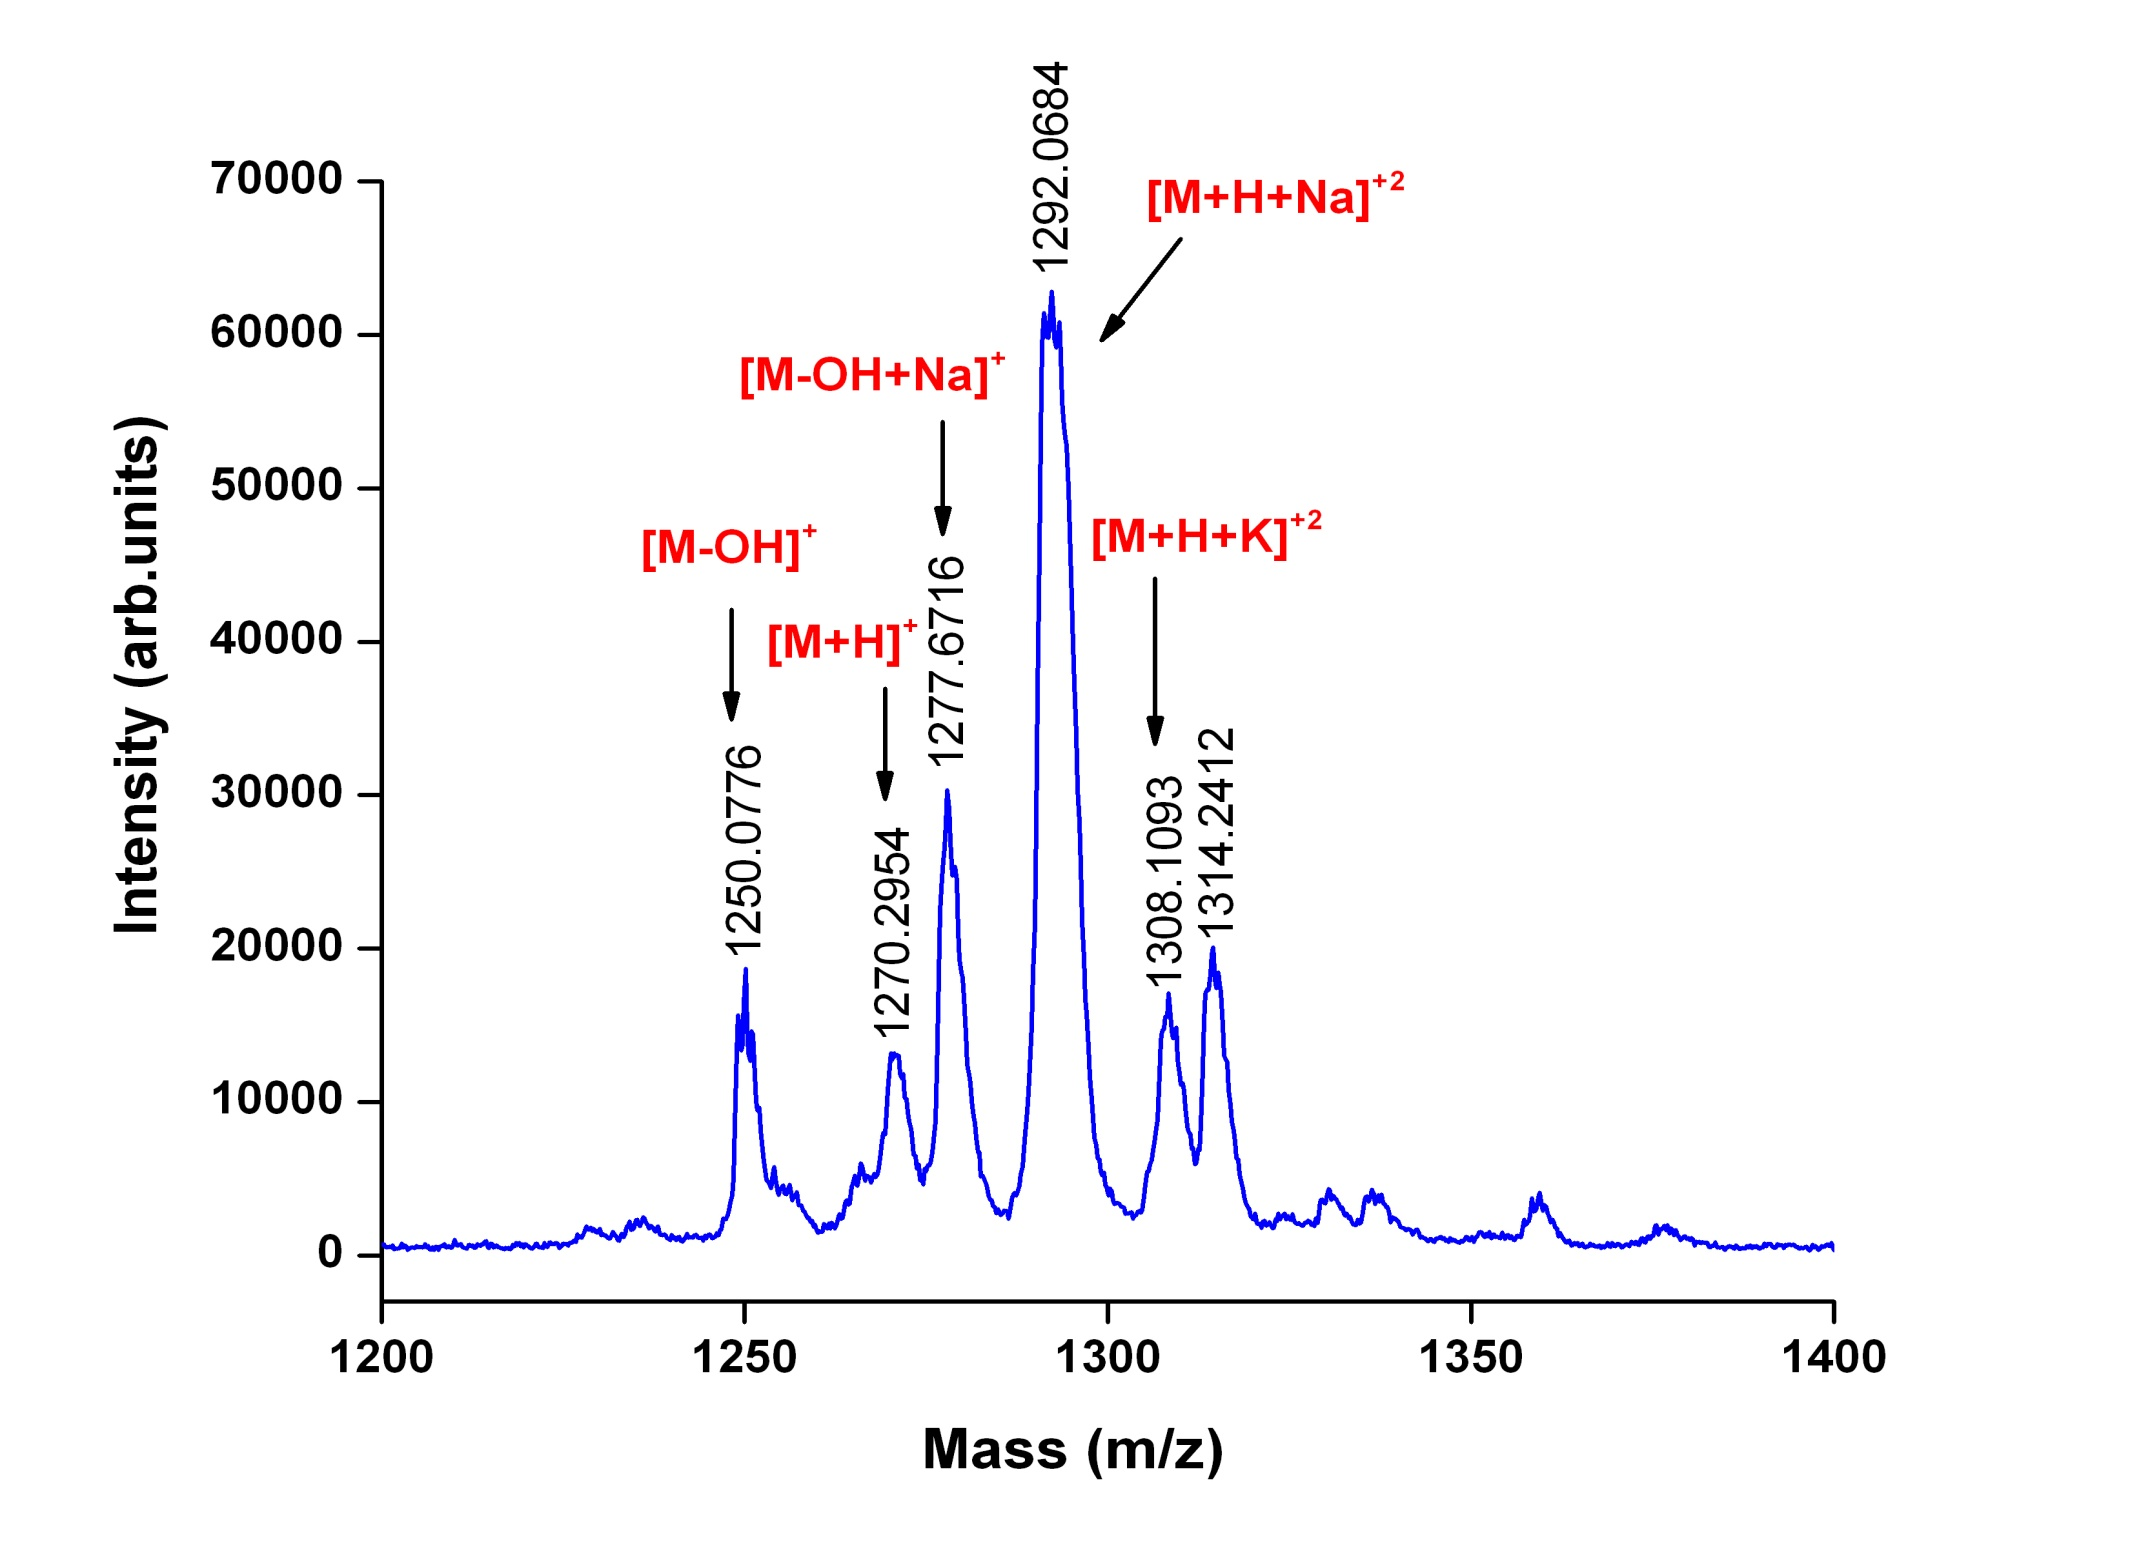 1292.0684
[M+H+Na]+2
[M-OH+Na]+
[M+H+K]+2
[M-OH]+
[M+H]+
1277.6716
1250.0776
1270.2954
1308.1093
1314.2412
70000
60000
50000
40000
30000
20000
10000
0
Intensity (arb.units)
1200
1250
1300
1350
1400
Mass (m/z)